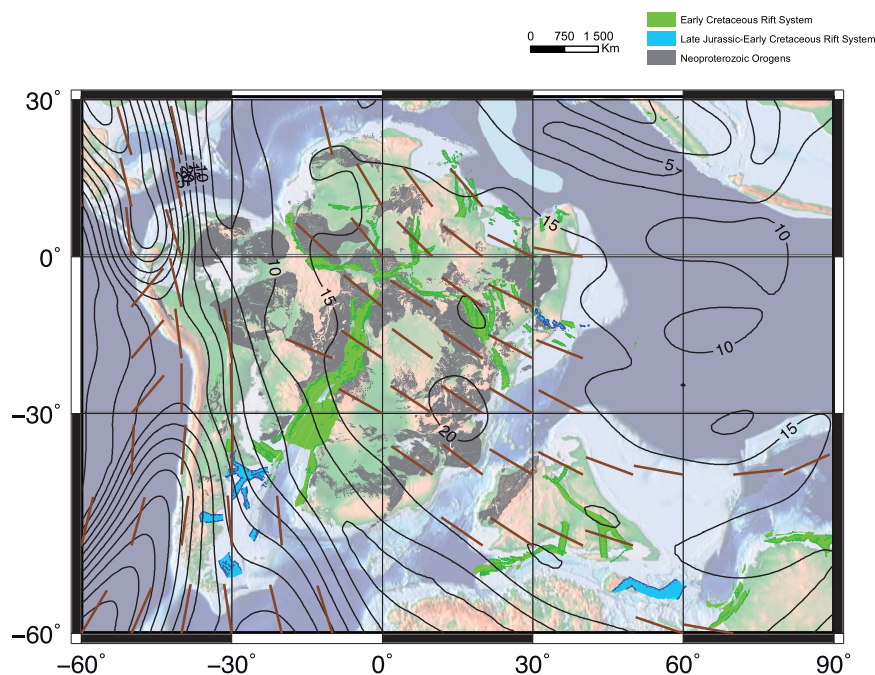 Early Cretaceous Rift System
0 750 1 500
Km
Late Jurassic-Early Cretaceous Rift System
Neoproterozoic Orogens
30°
5
10
15
10
0°
10
15
10
−30°
20
15
−60°
−60° −30° 0° 30° 60° 90°